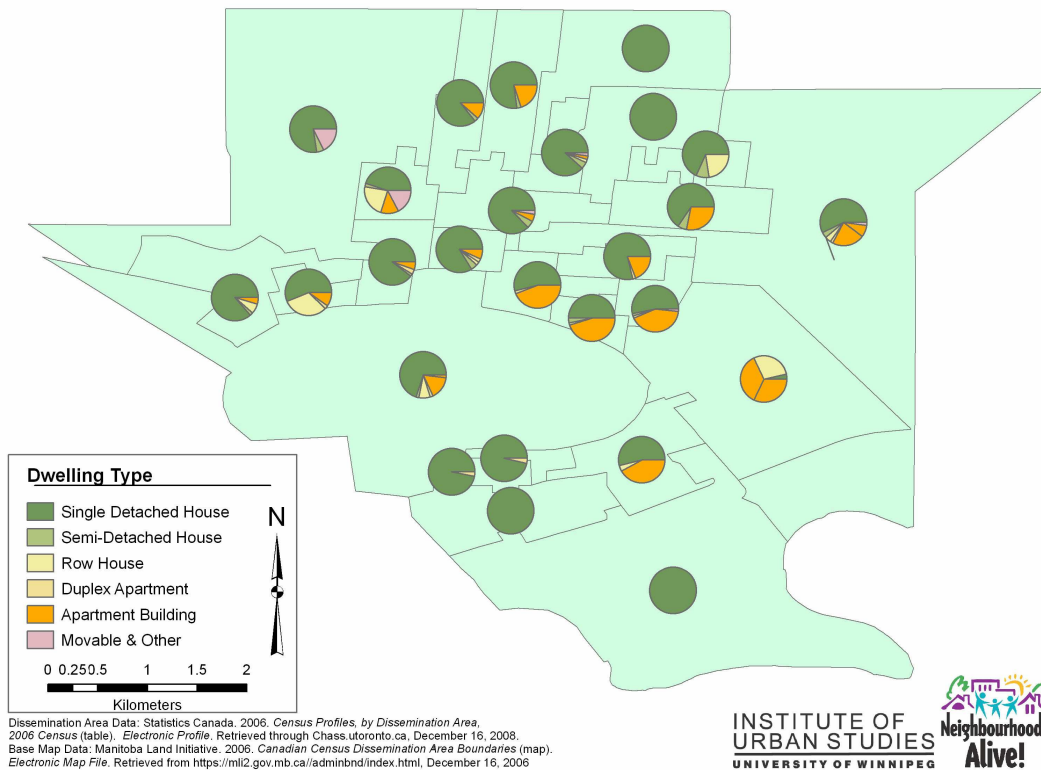 Dwelling Type
Single Detached House
Semi-Detached House
Row House
Duplex Apartment
Apartment Building
Movable & Other
N
0 0.250.5 1 1.5 2
Kilometers
Dissemination Area Data: Statistics Canada. 2006. Census Profiles, by Dissemination Area,
2006 Census (table). Electronic Profile. Retrieved through Chass.utoronto.ca, December 16, 2008.
Base Map Data: Manitoba Land Initiative. 2006. Canadian Census Dissemination Area Boundaries (map).
Electronic Map File. Retrieved from https://mli2.gov.mb.ca//adminbnd/index.html, December 16, 2006
INSTITUTE OF
URBAN STUDIES
UNIVERSITY OF WINNIPEG
Neighbourhoods
Alive!